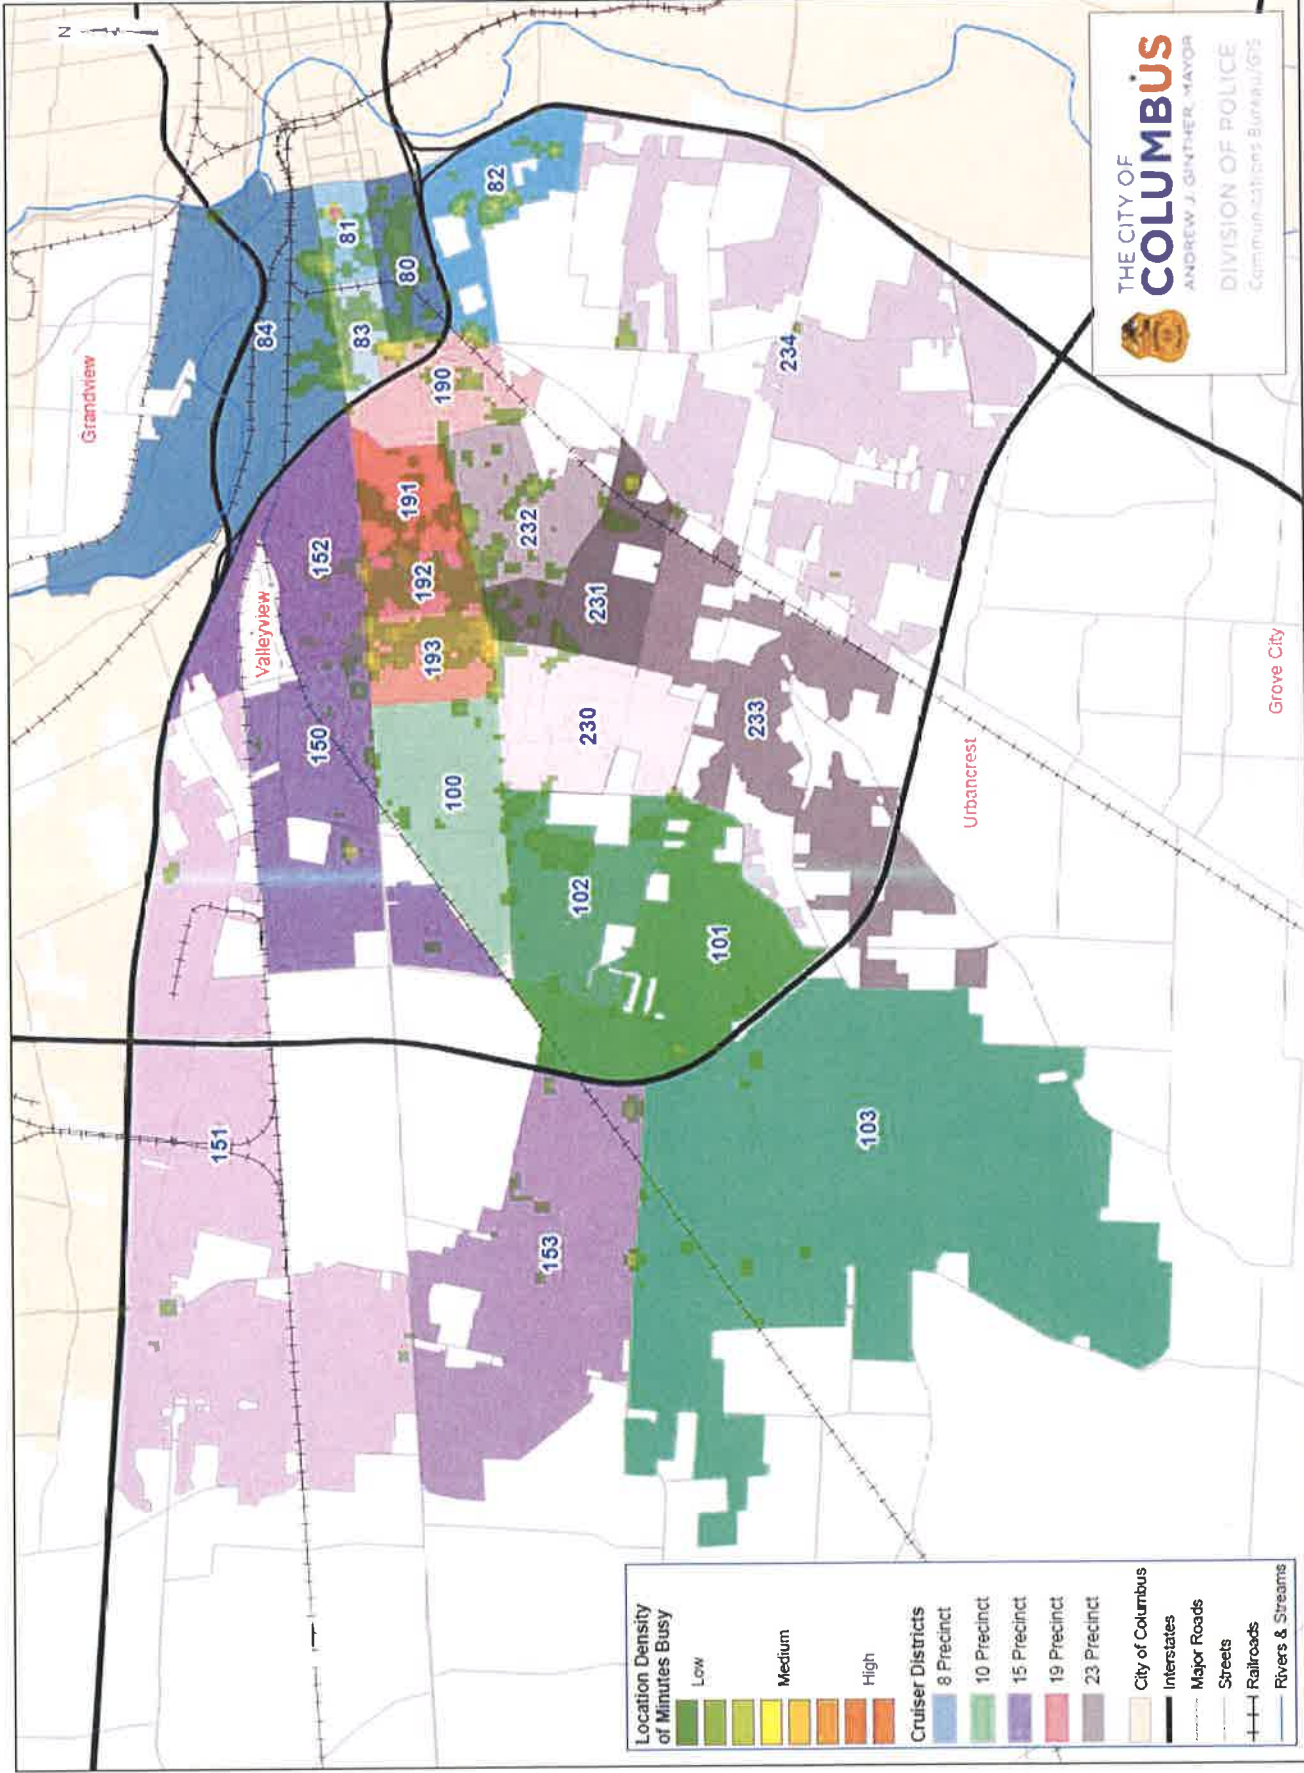 N
THE CITY OF
COLUMBUS
ANDREW J. GINTHER, MAYOR
DIVISION OF POLICE
Communications Bureau/GIS
Grandview
Valleyview
Urbancrest
Grove City
84
81
83
80
82
190
191
192
193
152
150
151
153
100
102
101
103
232
231
230
233
234
Location Density
of Minutes Busy
Low
Medium
High
Cruiser Districts
8 Precinct
10 Precinct
15 Precinct
19 Precinct
23 Precinct
City of Columbus
Interstates
Major Roads
Streets
Railroads
Rivers & Streams